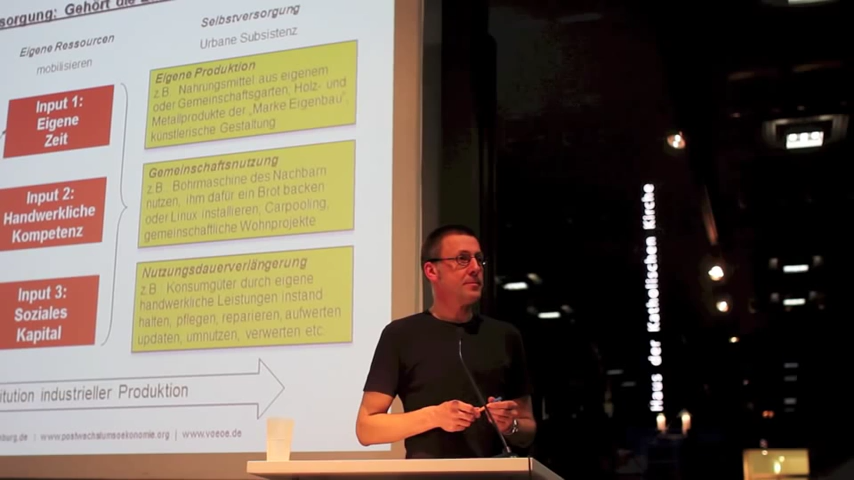 sorgung: Gehört die
Eigene Ressourcen
mobilisieren
Selbstversorgung
Urbane Subsistenz
Input 1:
Eigene
Zeit
Input 2:
Handwerkliche
Kompetenz
Input 3:
Soziales
Kapital
Eigene Produktion
z.B. Nahrungsmittel aus eigenem
oder Gemeinschaftsgarten, Holz- und
Metallprodukte der „Marke Eigenbau“,
künstlerische Gestaltung
Gemeinschaftsnutzung
z.B. Bohrmaschine des Nachbarn
nutzen, ihm dafür ein Brot backen
oder Linux installieren, Carpooling,
gemeinschaftliche Wohnprojekte
Nutzungsdauerverlängerung
z.B. Konsumgüter durch eigene
handwerkliche Leistungen instand
halten, pflegen, reparieren, aufwerten
updaten, umnutzen, verwerten etc.
titution industrieller Produktion
burg.de | www.postwachstumsoekonomie.org | www.voeoe.de
Haus der Katholischen Kirche